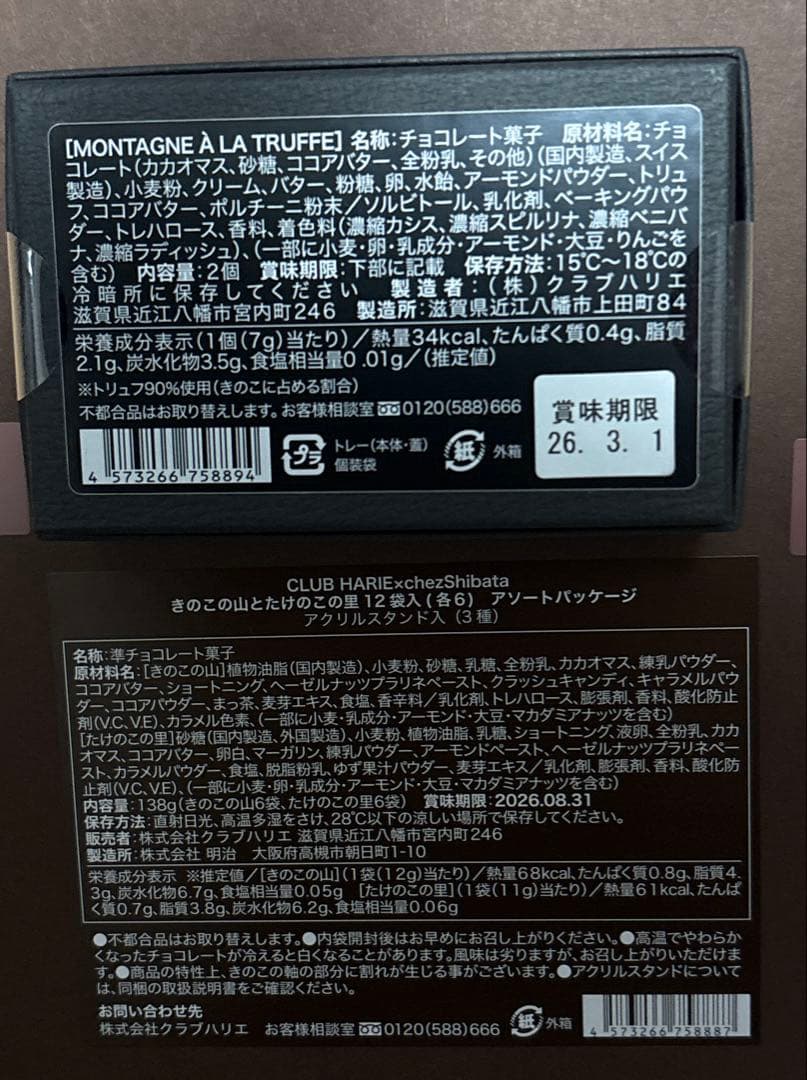 [MONTAGNE À LA TRUFFE] 名称:チョコレート菓子 原材料名:チョ
コレート(カカオマス、砂糖、ココアバター、全粉乳、その他)(国内製造、スイス
製造)、小麦粉、クリーム、バター、粉糖、卵、水飴、アーモンドパウダー、トリュ
フ、ココアバター、ポルチーニ粉末/ソルビトール、乳化剤、ベーキングパウ
ダー、トレハロース、香料、着色料(濃縮カシス、濃縮スピルリナ、濃縮ベニバ
ナ、濃縮ラディッシュ)、(一部に小麦・卵・乳成分・アーモンド・大豆・りんごを
含む) 内容量:2個 賞味期限:下部に記載 保存方法:15℃〜18℃の
冷暗所に保存してください 製造者:(株)クラブハリエ
滋賀県近江八幡市宮内町246 製造所:滋賀県近江八幡市上田町84
栄養成分表示(1個(7g)当たり)/熱量34kcal、たんぱく質0.4g、脂質
2.1g、炭水化物3.5g、食塩相当量0.01g/(推定値)
※トリュフ90%使用(きのこに占める割合)
不都合品はお取り替えします。お客様相談室 0120(588)666
賞味期限
26. 3. 1
4 573266 758894
プラ
トレー(本体・蓋)
個装袋
紙
外箱
CLUB HARIE×chezShibata
きのこの山とたけのこの里 12袋入(各6) アソートパッケージ
アクリルスタンド入(3種)
名称:準チョコレート菓子
原材料名:[きのこの山]植物油脂(国内製造)、小麦粉、砂糖、乳糖、全粉乳、カカオマス、練乳パウダー、
ココアバター、ショートニング、ヘーゼルナッツプラリネペースト、クラッシュキャンディ、キャラメルパウ
ダー、ココアパウダー、まっ茶、麦芽エキス、食塩、香辛料/乳化剤、トレハロース、膨張剤、香料、酸化防止
剤(V.C、V.E)、カラメル色素、(一部に小麦・乳成分・アーモンド・大豆・マカダミアナッツを含む)
[たけのこの里]砂糖(国内製造、外国製造)、小麦粉、植物油脂、乳糖、ショートニング、液卵、全粉乳、カカ
オマス、ココアバター、卵白、マーガリン、練乳パウダー、アーモンドペースト、ヘーゼルナッツプラリネペー
スト、カラメルパウダー、食塩、脱脂粉乳、ゆず果汁パウダー、麦芽エキス/乳化剤、膨張剤、香料、酸化防
止剤(V.C、V.E)、(一部に小麦・卵・乳成分・アーモンド・大豆・マカダミアナッツを含む)
内容量:138g(きのこの山6袋、たけのこの里6袋) 賞味期限:2026.08.31
保存方法:直射日光、高温多湿をさけ、28℃以下の涼しい場所で保存してください。
販売者:株式会社クラブハリエ 滋賀県近江八幡市宮内町246
製造所:株式会社 明治 大阪府高槻市朝日町1-10
栄養成分表示 ※推定値/[きのこの山](1袋(12g)当たり)/熱量68kcal、たんぱく質0.8g、脂質4.
3g、炭水化物6.7g、食塩相当量0.05g [たけのこの里](1袋(11g)当たり)/熱量61kcal、たんぱ
く質0.7g、脂質3.8g、炭水化物6.2g、食塩相当量0.06g
●不都合品はお取り替えします。●内袋開封後はお早めにお召し上がりください。●高温でやわらか
くなったチョコレートが冷えると白くなることがあります。風味は劣りますが、お召し上がりいただけま
す。●商品の特性上、きのこの軸の部分に割れが生じる事がございます。●アクリルスタンドについて
は、同梱の取扱説明書をご確認ください。
お問い合わせ先
株式会社クラブハリエ お客様相談室 0120(588)666
紙
外箱
4 573266 758887